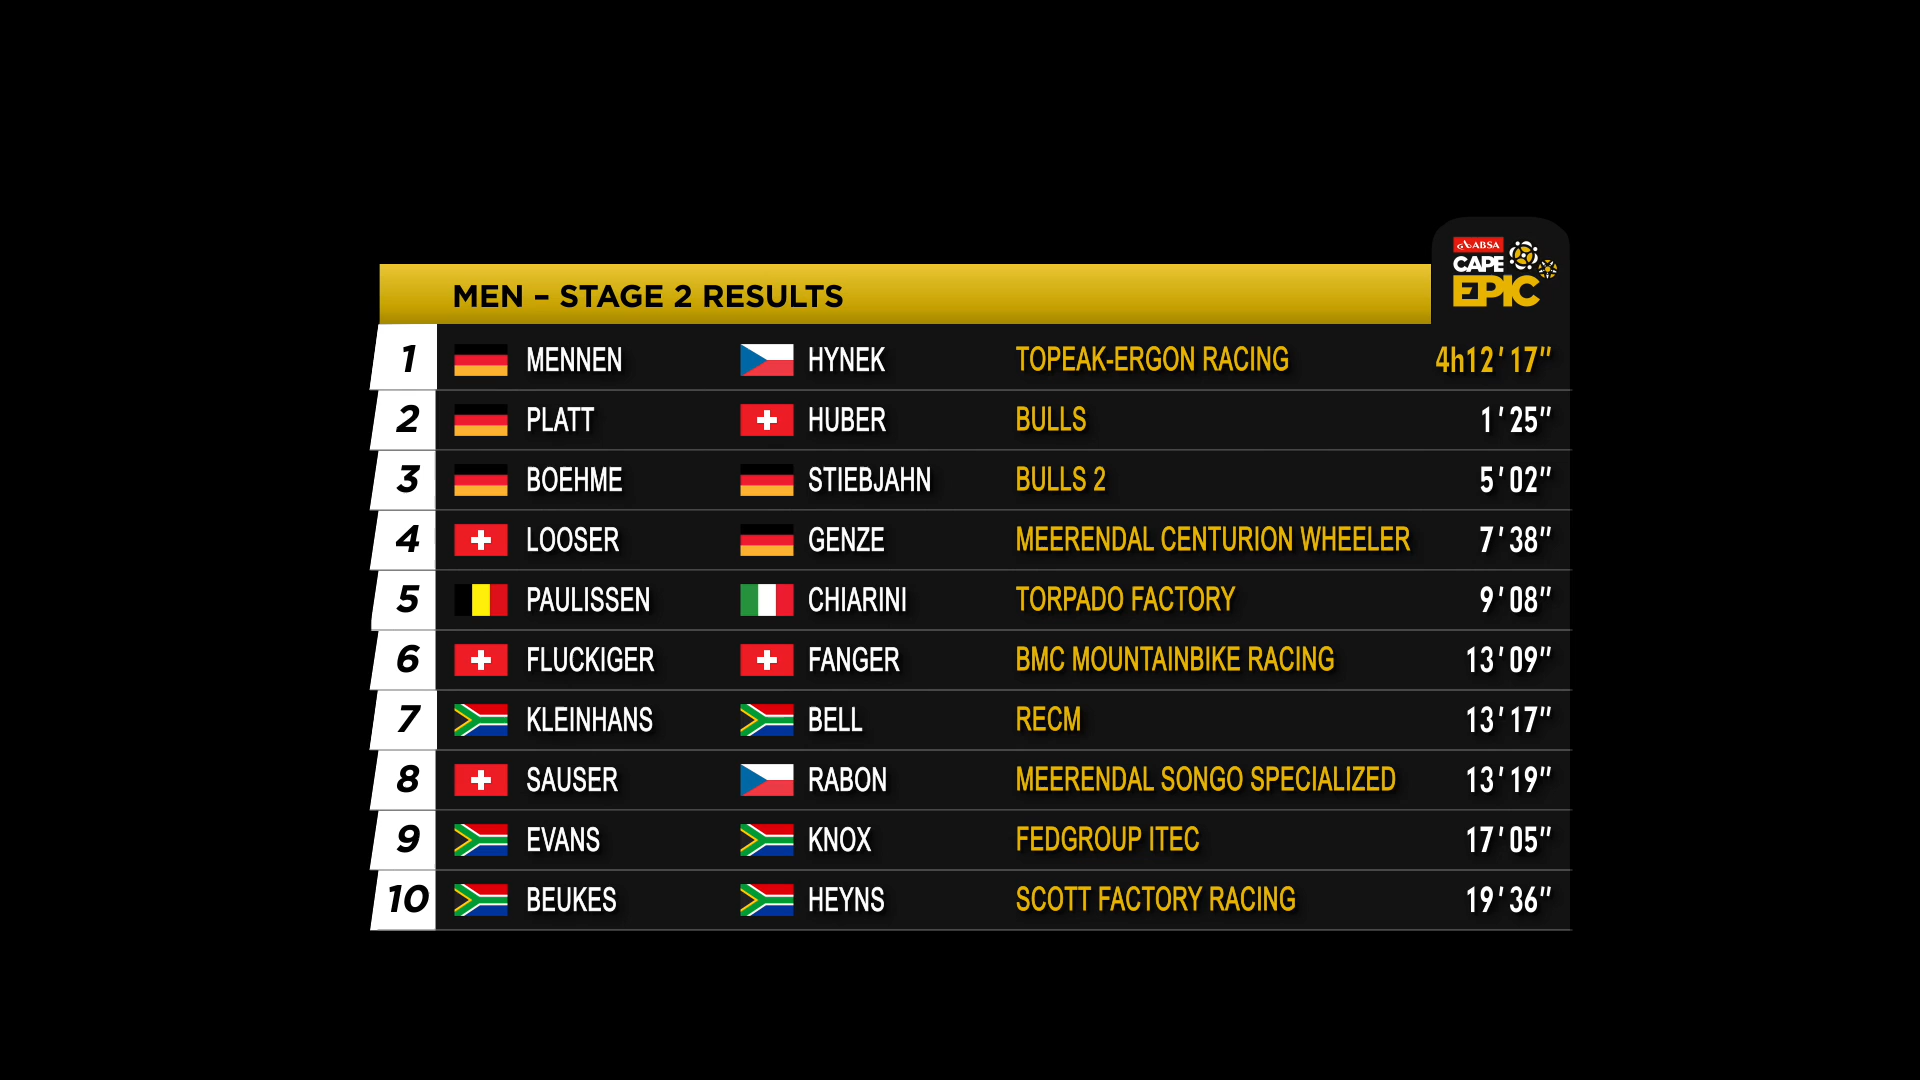 ABSA
CAPE
EPIC
MEN – STAGE 2 RESULTS
1 MENNEN HYNEK TOPEAK-ERGON RACING 4h12'17"
2 PLATT HUBER BULLS 1'25"
3 BOEHME STIEBJAHN BULLS 2 5'02"
4 LOOSER GENZE MEERENDAL CENTURION WHEELER 7'38"
5 PAULISSEN CHIARINI TORPADO FACTORY 9'08"
6 FLUCKIGER FANGER BMC MOUNTAINBIKE RACING 13'09"
7 KLEINHANS BELL RECM 13'17"
8 SAUSER RABON MEERENDAL SONGO SPECIALIZED 13'19"
9 EVANS KNOX FEDGROUP ITEC 17'05"
10 BEUKES HEYNS SCOTT FACTORY RACING 19'36"